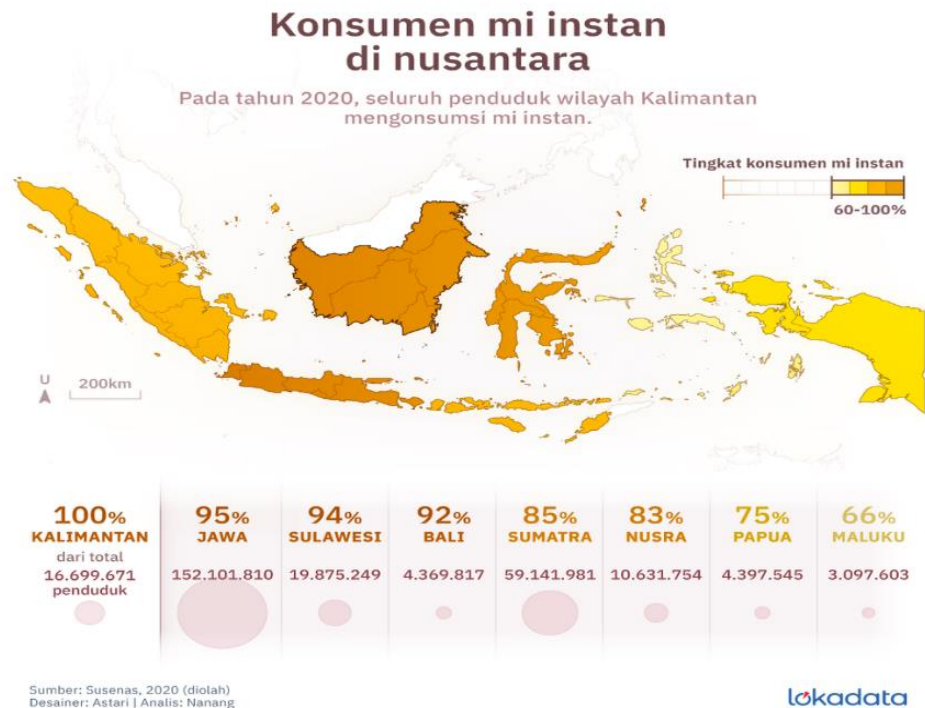 Konsumen mi instan
di nusantara
Pada tahun 2020, seluruh penduduk wilayah Kalimantan
mengonsumsi mi instan.
Tingkat konsumen mi instan
60-100%
U
200km
100%
KALIMANTAN
dari total
16.699.671
penduduk
95%
JAWA
152.101.810
94%
SULAWESI
19.875.249
92%
BALI
4.369.817
85%
SUMATRA
59.141.981
83%
NUSRA
10.631.754
75%
PAPUA
4.397.545
66%
MALUKU
3.097.603
Sumber: Susenas, 2020 (diolah)
Desainer: Astari | Analis: Nanang
lokadata